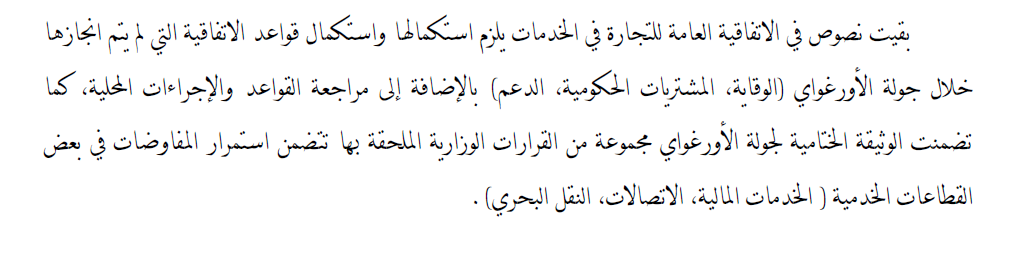 بقيت نصوص في الاتفاقية العامة للتجارة في الخدمات يلزم استكمالها واستكمال قواعد الاتفاقية التي لم يتم انجازها
خلال جولة الأورغواي (الوقاية، المشتريات الحكومية، الدعم) بالإضافة إلى مراجعة القواعد والإجراءات المحلية، كما
تضمنت الوثيقة الختامية لجولة الأورغواي مجموعة من القرارات الوزارية الملحقة بها تتضمن استمرار المفاوضات في بعض
القطاعات الخدمية ( الخدمات المالية، الاتصالات، النقل البحري) .